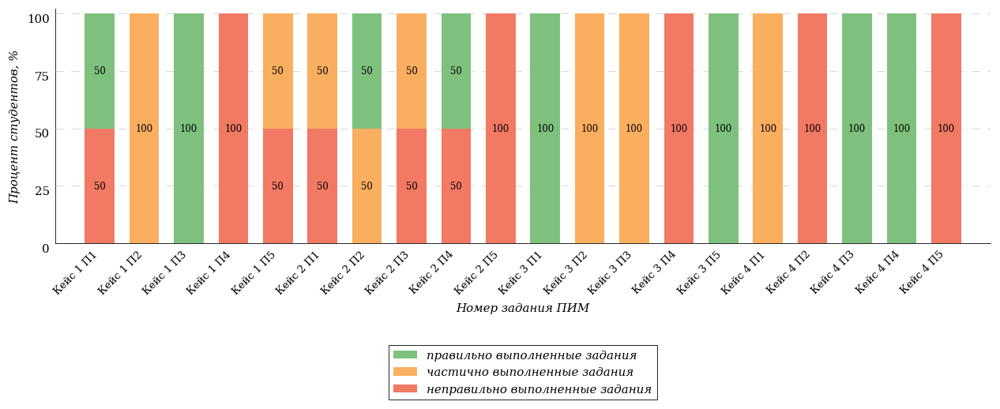 Процент студентов, %
100
75
50
25
0
50 50 50 50 50 50
100 100 100 100 100 100 100 100 100 100 100 100 100 100
50 50 50 50 50 50
Кейс 1 П1
Кейс 1 П2
Кейс 1 П3
Кейс 1 П4
Кейс 1 П5
Кейс 2 П1
Кейс 2 П2
Кейс 2 П3
Кейс 2 П4
Кейс 2 П5
Кейс 3 П1
Кейс 3 П2
Кейс 3 П3
Кейс 3 П4
Кейс 3 П5
Кейс 4 П1
Кейс 4 П2
Кейс 4 П3
Кейс 4 П4
Кейс 4 П5
Номер задания ПИМ
правильно выполненные задания
частично выполненные задания
неправильно выполненные задания